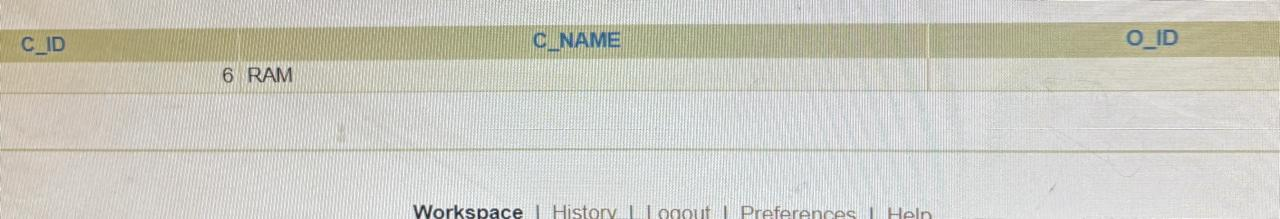 C_ID C_NAME O_ID
6 RAM
Workspace | History | Logout | Preferences | Help